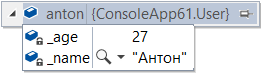 anton {ConsoleApp61.User}
_age 27
_name "Антон"